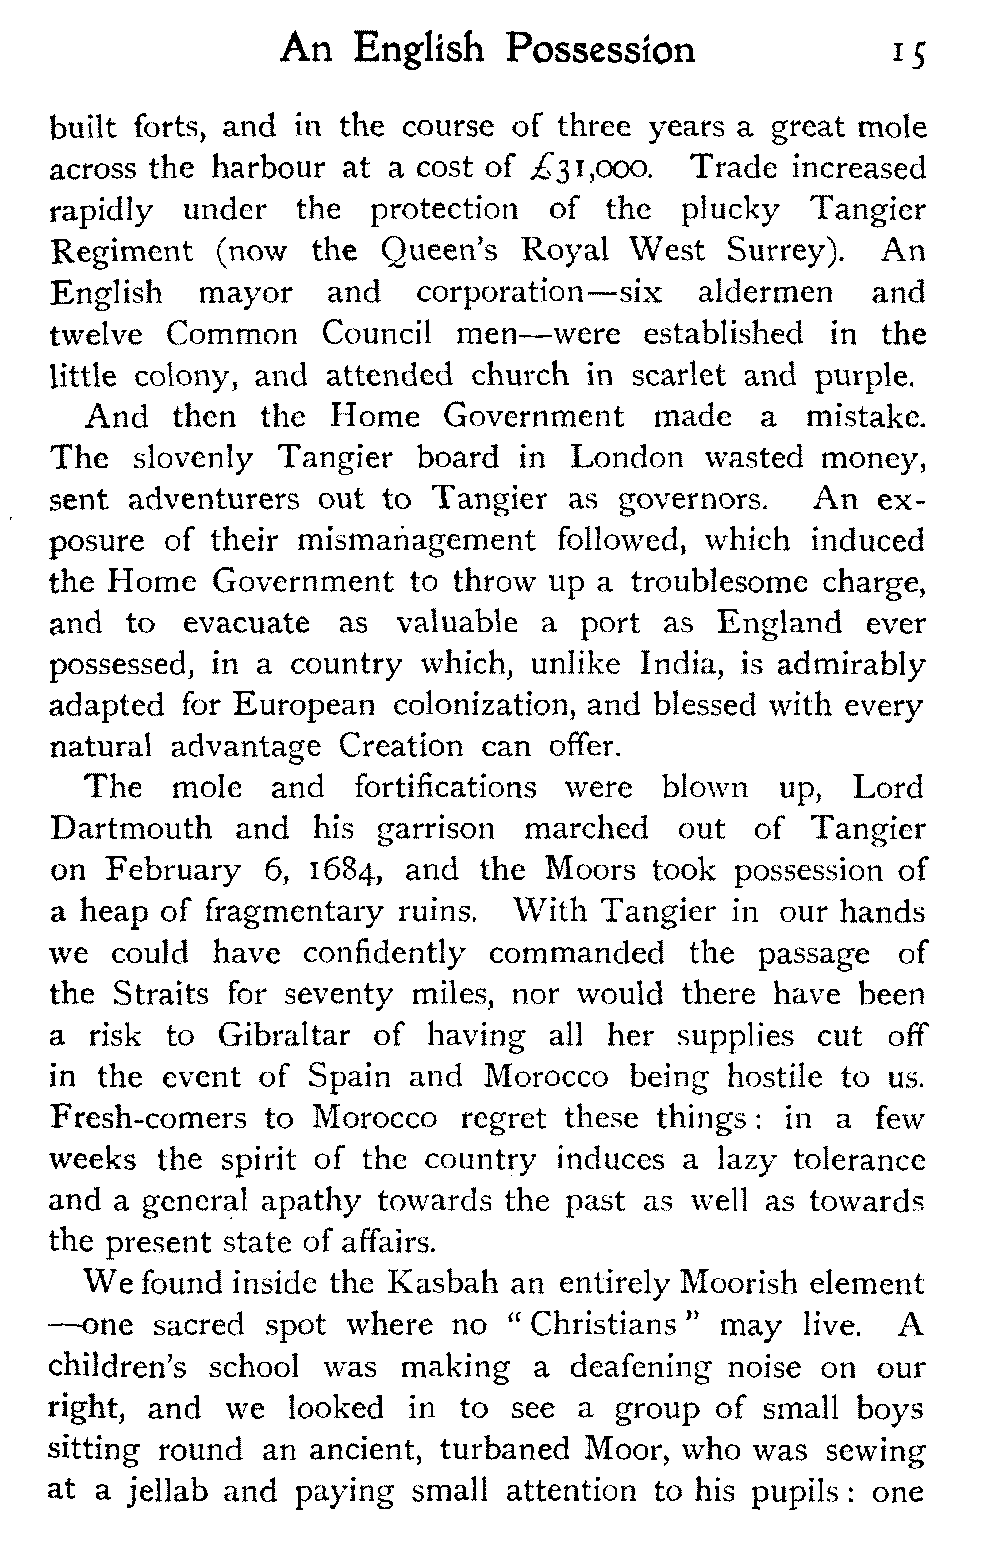 An English Possession 15
built forts, and in the course of three years a great mole
across the harbour at a cost of £31,000. Trade increased
rapidly under the protection of the plucky Tangier
Regiment (now the Queen's Royal West Surrey). An
English mayor and corporation—six aldermen and
twelve Common Council men—were established in the
little colony, and attended church in scarlet and purple.
And then the Home Government made a mistake.
The slovenly Tangier board in London wasted money,
sent adventurers out to Tangier as governors. An ex-
posure of their mismanagement followed, which induced
the Home Government to throw up a troublesome charge,
and to evacuate as valuable a port as England ever
possessed, in a country which, unlike India, is admirably
adapted for European colonization, and blessed with every
natural advantage Creation can offer.
The mole and fortifications were blown up, Lord
Dartmouth and his garrison marched out of Tangier
on February 6, 1684, and the Moors took possession of
a heap of fragmentary ruins. With Tangier in our hands
we could have confidently commanded the passage of
the Straits for seventy miles, nor would there have been
a risk to Gibraltar of having all her supplies cut off
in the event of Spain and Morocco being hostile to us.
Fresh-comers to Morocco regret these things: in a few
weeks the spirit of the country induces a lazy tolerance
and a general apathy towards the past as well as towards
the present state of affairs.
We found inside the Kasbah an entirely Moorish element
—one sacred spot where no "Christians" may live. A
children's school was making a deafening noise on our
right, and we looked in to see a group of small boys
sitting round an ancient, turbaned Moor, who was sewing
at a jellab and paying small attention to his pupils: one